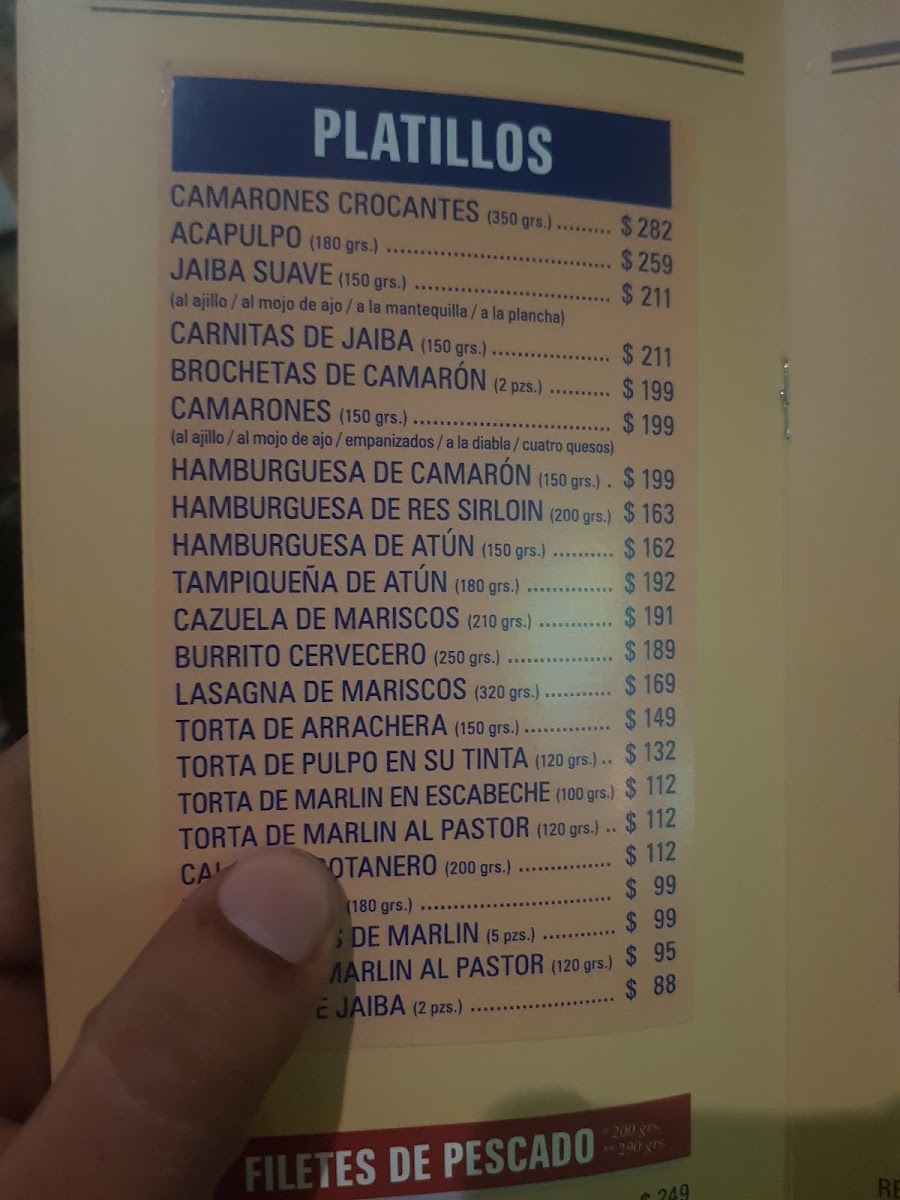 PLATILLOS
CAMARONES CROCANTES (350 grs.) ......... $ 282
ACAPULPO (180 grs.) ..................................... $ 259
JAIBA SUAVE (150 grs.) ................................ $ 211
(al ajillo / al mojo de ajo / a la mantequilla / a la plancha)
CARNITAS DE JAIBA (150 grs.) ................... $ 211
BROCHETAS DE CAMARÓN (2 pzs.) .......... $ 199
CAMARONES (150 grs.) ................................ $ 199
(al ajillo / al mojo de ajo / empanizados / a la diabla / cuatro quesos)
HAMBURGUESA DE CAMARÓN (150 grs.) . $ 199
HAMBURGUESA DE RES SIRLOIN (200 grs.) $ 163
HAMBURGUESA DE ATÚN (150 grs.) .......... $ 162
TAMPIQUEÑA DE ATÚN (180 grs.) .............. $ 192
CAZUELA DE MARISCOS (210 grs.) ............ $ 191
BURRITO CERVECERO (250 grs.) ................. $ 189
LASAGNA DE MARISCOS (320 grs.) ........... $ 169
TORTA DE ARRACHERA (150 grs.) .............. $ 149
TORTA DE PULPO EN SU TINTA (120 grs.) .. $ 132
TORTA DE MARLIN EN ESCABECHE (100 grs.) $ 112
TORTA DE MARLIN AL PASTOR (120 grs.) .. $ 112
OTANERO (200 grs.) ............... $ 112
(180 grs.) ............................... $ 99
DE MARLIN (5 pzs.) ............ $ 99
MARLIN AL PASTOR (120 grs.) $ 95
JAIBA (2 pzs.) ........................ $ 88
FILETES DE PESCADO * 200 grs.
** 290 grs.
$ 249